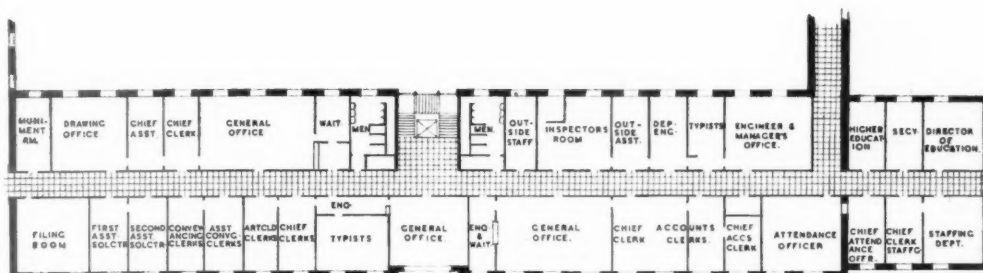 MUNI-
MENT
RM.
DRAWING
OFFICE.
CHIEF
ASST.
CHIEF
CLERK.
GENERAL
OFFICE
WAIT.
MEN.
MEN.
OUT-
SIDE
STAFF
INSPECTORS
ROOM
OUT-
SIDE
ASST.
DEP-
ENG.
TYPISTS
ENGINEER &
MANAGER'S
OFFICE.
HIGHER
EDUCAT
ION
SECY.
DIRECTOR
OF
EDUCATION.
FILING
ROOM
FIRST
ASST-
SOLCTR
SECOND
ASST
SOLCTR-
CONVEY
ANCING
CLERKS
ASST
CONVG-
CLERKS
ARTCLD
CLERKS
CHIEF
CLERKS
ENQ-
TYPISTS
GENERAL
OFFICE.
ENQ
&
WAIT.
GENERAL
OFFICE.
CHIEF
CLERK
ACCOUNTS
CLERKS.
CHIEF
ACCS
CLERK
ATTENDANCE
OFFICER
CHIEF
ATTEND
ANCE
OFFR.
CHIEF
CLERK
STAFFG.
STAFFING
DEPT.